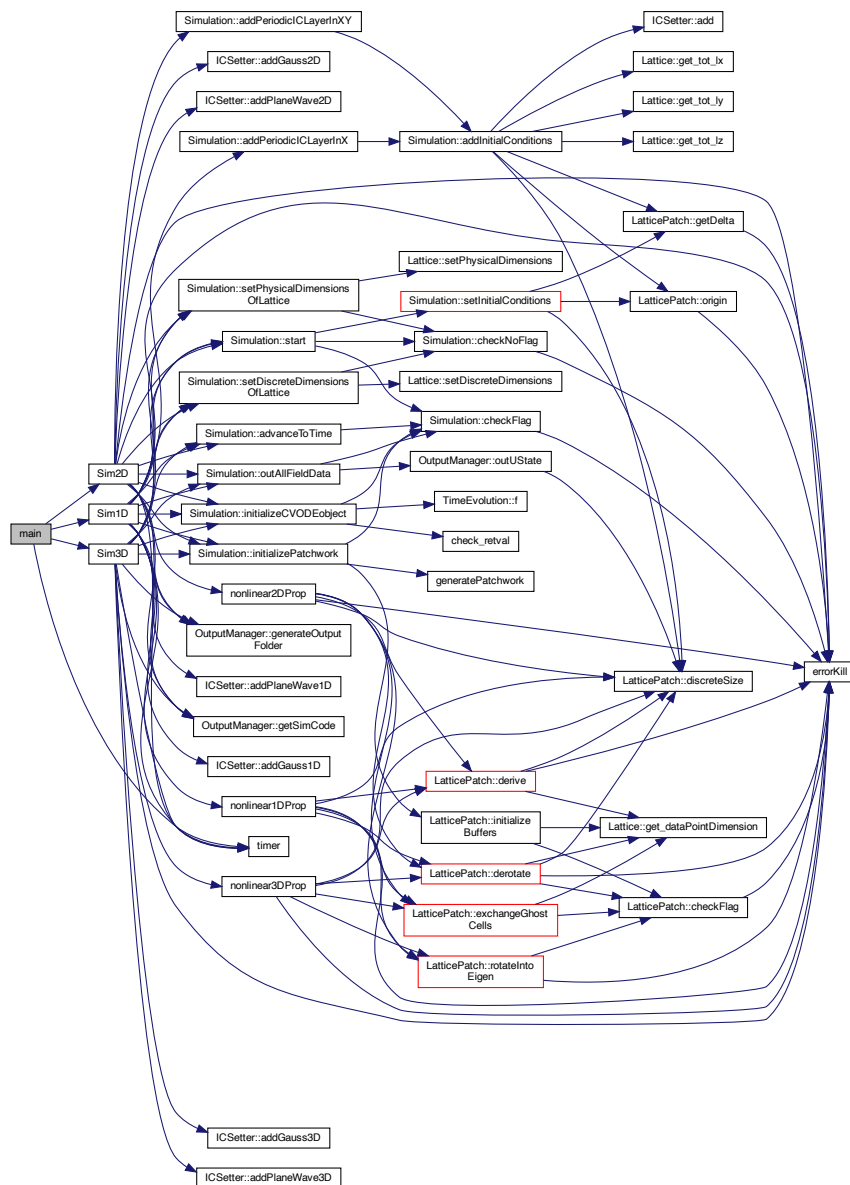 Simulation::addPeriodicICLayerInXY
ICSetter::add
ICSetter::addGauss2D
Lattice::get_tot_lx
ICSetter::addPlaneWave2D
Lattice::get_tot_ly
Simulation::addPeriodicICLayerInX
Simulation::addInitialConditions
Lattice::get_tot_lz
LatticePatch::getDelta
Lattice::setPhysicalDimensions
Simulation::setPhysicalDimensions
OfLattice
Simulation::setInitialConditions
LatticePatch::origin
Simulation::start
Simulation::checkNoFlag
Simulation::setDiscreteDimensions
OfLattice
Lattice::setDiscreteDimensions
Simulation::checkFlag
Simulation::advanceToTime
OutputManager::outUState
Sim2D
Simulation::outAllFieldData
TimeEvolution::f
Sim1D
Simulation::initializeCVODEobject
main
check_retval
Sim3D
Simulation::initializePatchwork
generatePatchwork
nonlinear2DProp
OutputManager::generateOutput
Folder
errorKill
LatticePatch::discreteSize
ICSetter::addPlaneWave1D
OutputManager::getSimCode
ICSetter::addGauss1D
LatticePatch::derive
nonlinear1DProp
LatticePatch::initialize
Buffers
Lattice::get_dataPointDimension
timer
LatticePatch::derotate
nonlinear3DProp
LatticePatch::exchangeGhost
Cells
LatticePatch::checkFlag
LatticePatch::rotateInto
Eigen
ICSetter::addGauss3D
ICSetter::addPlaneWave3D